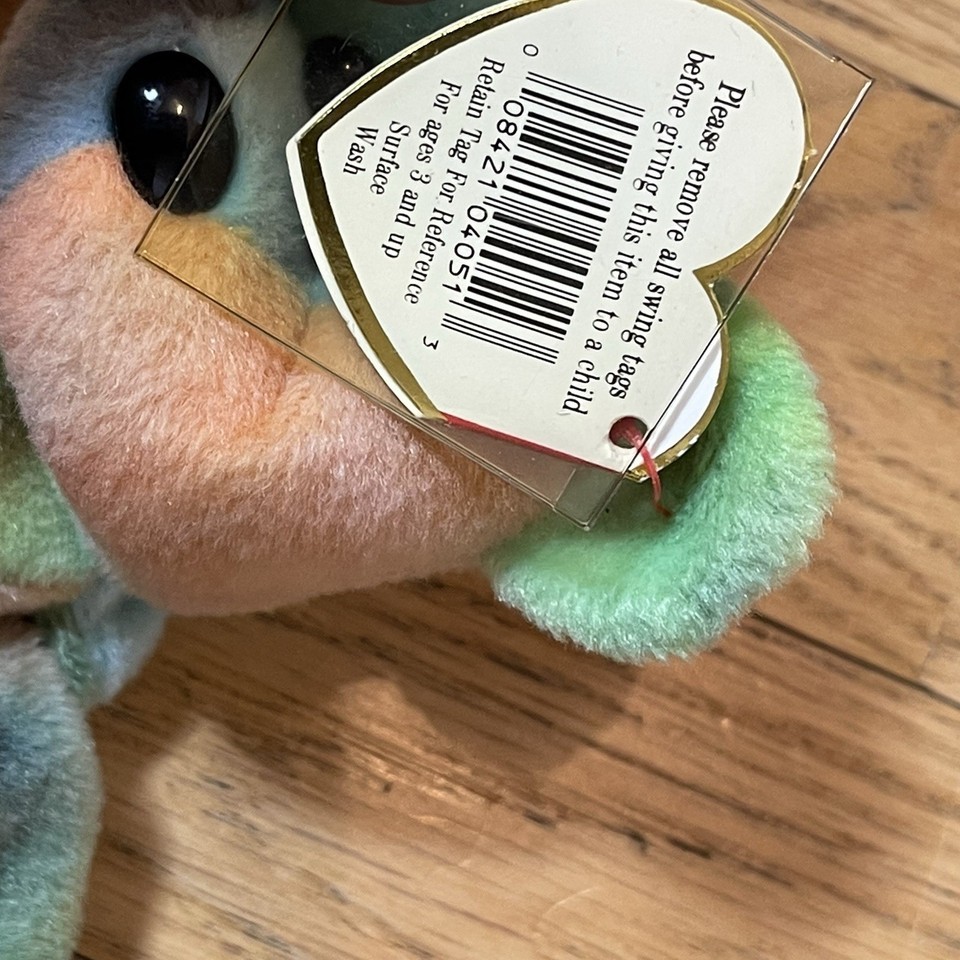 Please remove all swing tags
before giving this item to a child
0 08421 04051 3
Retain Tag For Reference
For ages 3 and up
Surface
Wash